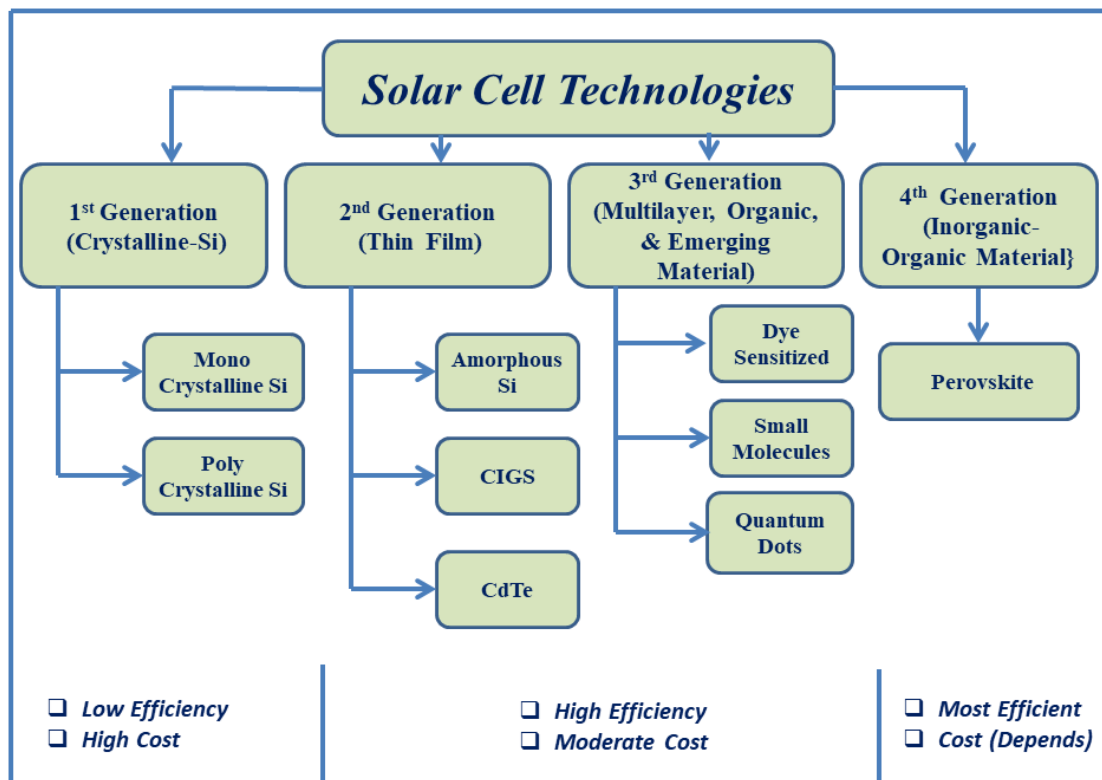 Solar Cell Technologies
1st Generation
(Crystalline-Si)
2nd Generation
(Thin Film)
3rd Generation
(Multilayer, Organic,
& Emerging
Material)
4th Generation
(Inorganic-
Organic Material}
Mono
Crystalline Si
Poly
Crystalline Si
Amorphous
Si
CIGS
CdTe
Dye
Sensitized
Small
Molecules
Quantum
Dots
Perovskite
❑ Low Efficiency
❑ High Cost
❑ High Efficiency
❑ Moderate Cost
❑ Most Efficient
❑ Cost (Depends)